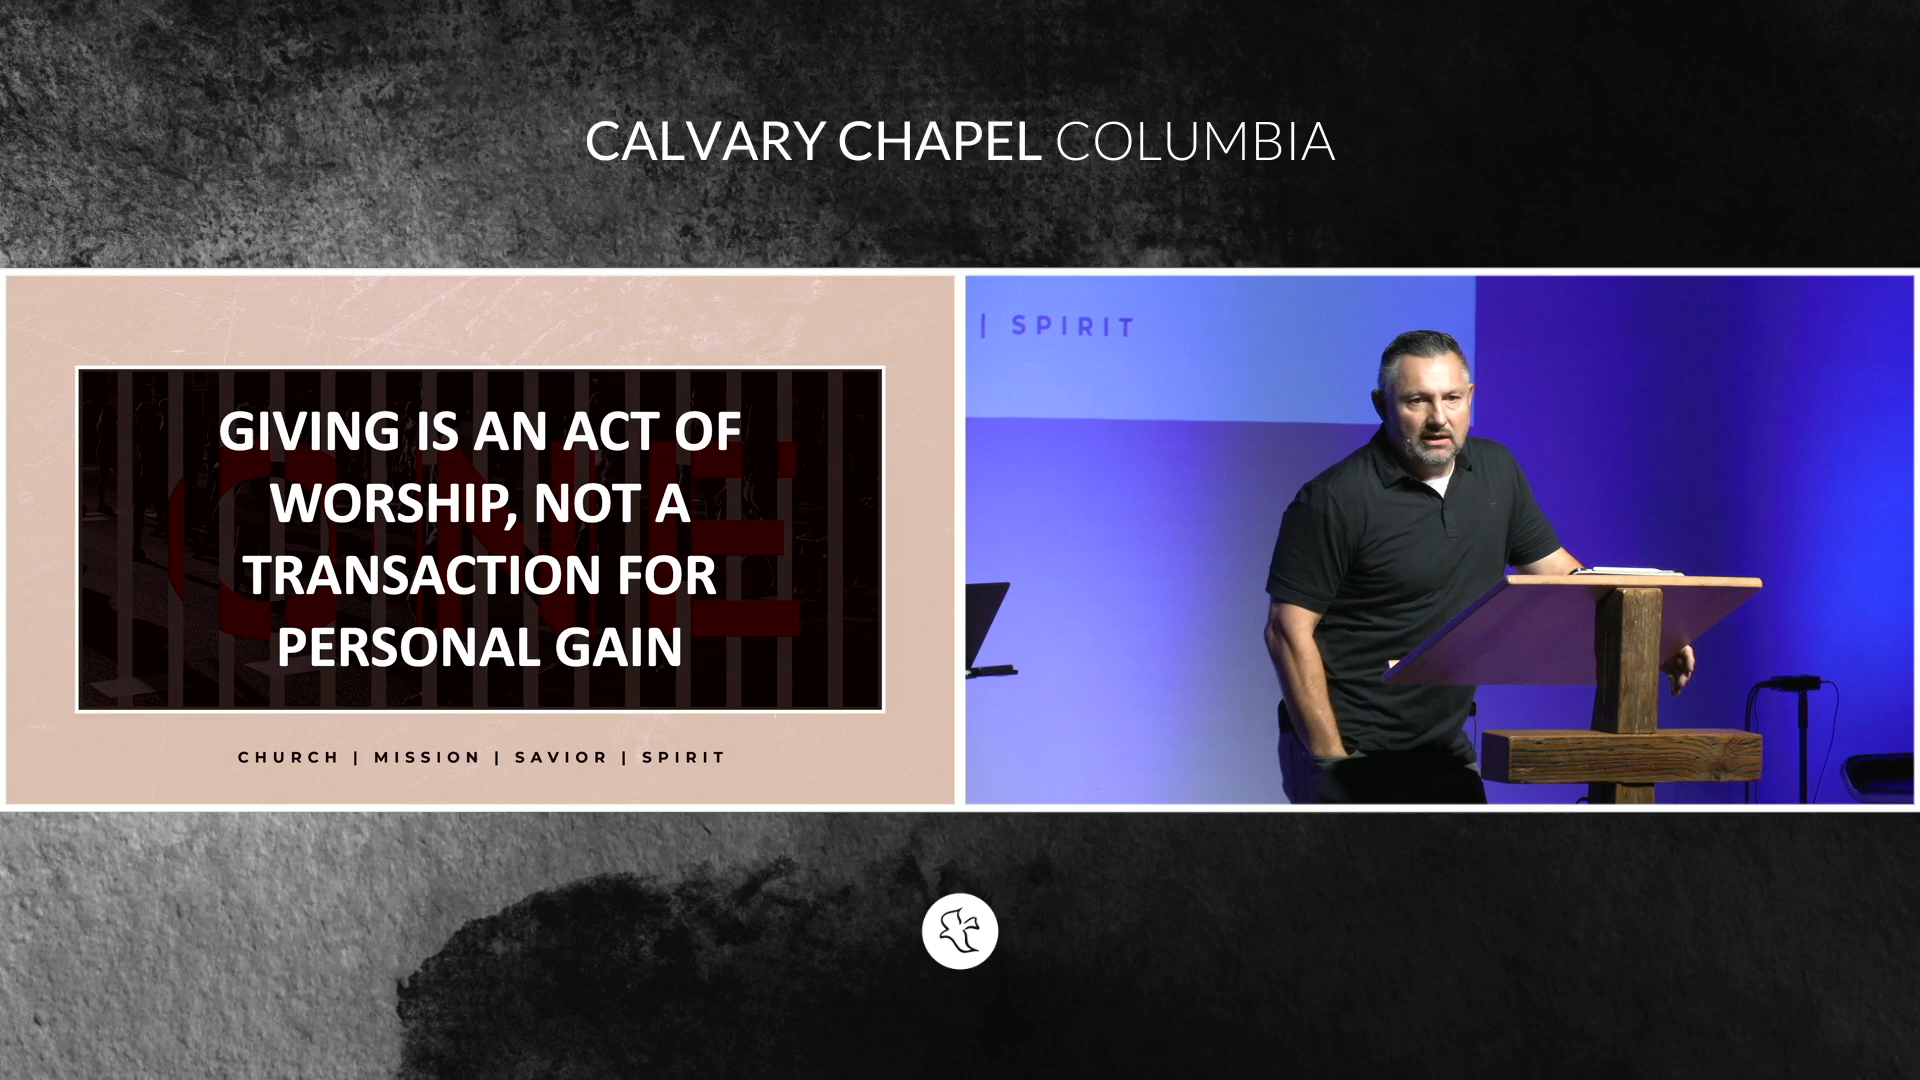 CALVARY CHAPEL COLUMBIA
GIVING IS AN ACT OF
WORSHIP, NOT A
TRANSACTION FOR
PERSONAL GAIN
ONE
CHURCH | MISSION | SAVIOR | SPIRIT
| SPIRIT